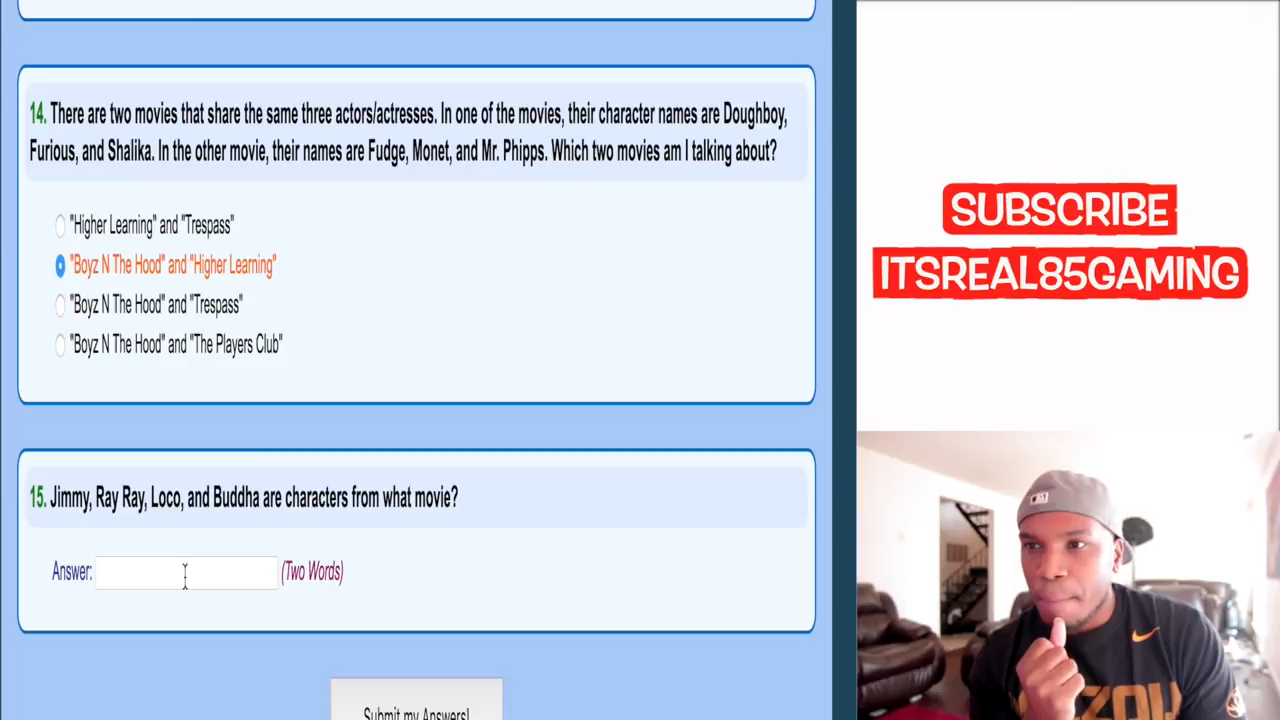 14. There are two movies that share the same three actors/actresses. In one of the movies, their character names are Doughboy,
Furious, and Shalika. In the other movie, their names are Fudge, Monet, and Mr. Phipps. Which two movies am I talking about?
"Higher Learning" and "Trespass"
"Boyz N The Hood" and "Higher Learning"
"Boyz N The Hood" and "Trespass"
"Boyz N The Hood" and "The Players Club"
15. Jimmy, Ray Ray, Loco, and Buddha are characters from what movie?
Answer: (Two Words)
Submit my Answers!
SUBSCRIBE
ITSREAL85GAMING